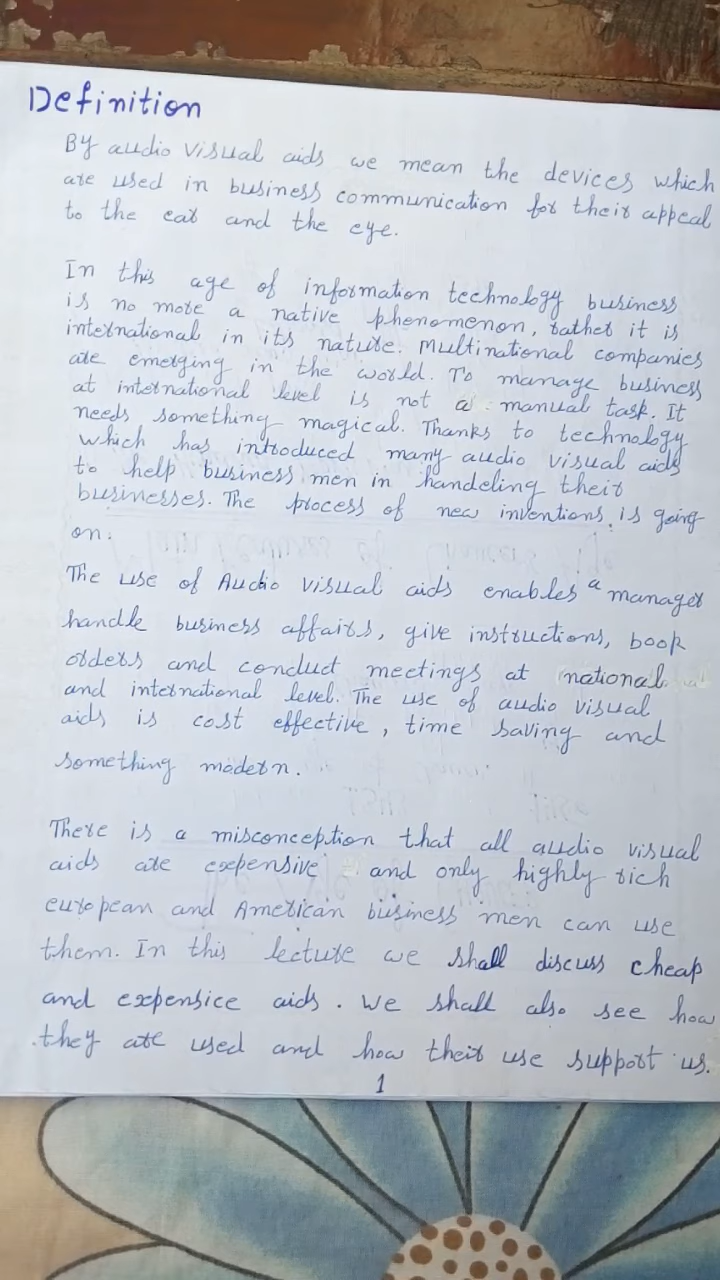 Definition
By audio visual aids we mean the devices which
are used in business communication for their appeal
to the ear and the eye.
In this age of information technology business
is no more a native phenomenon, rather it is
international in its nature. Multinational companies
are emerging in the world. To manage business
at international level is not a manual task. It
needs something magical. Thanks to technology
which has introduced many audio visual aids
to help business men in handeling their
businesses. The process of new inventions is going
on.
The use of Audio visual aids enables a manager
handle business affairs, give instructions, book
orders and conduct meetings at national
and international level. The use of audio visual
aids is cost effective, time saving and
something modern.
There is a misconception that all audio visual
aids are expensive and only highly rich
european and American business men can use
them. In this lecture we shall discuss cheap
and expensice aids. We shall also see how
they are used and how their use support us.
1